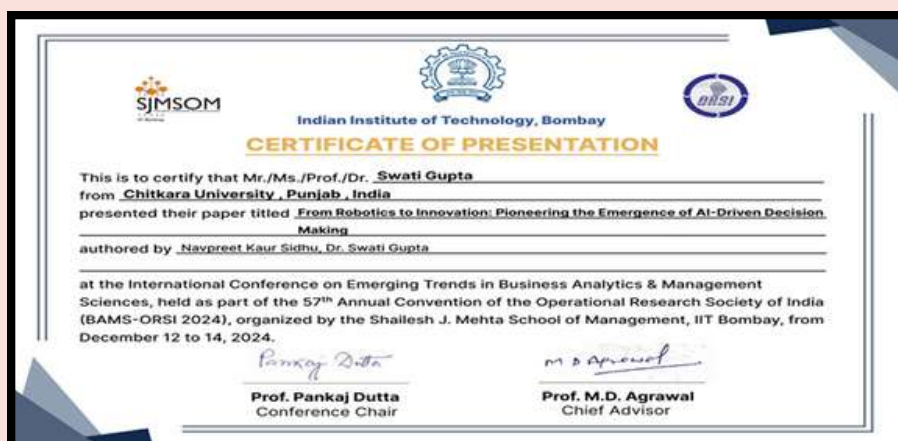 SJMSOM
ORSI
Indian Institute of Technology, Bombay
CERTIFICATE OF PRESENTATION
This is to certify that Mr./Ms./Prof./Dr. Swati Gupta
from Chitkara University , Punjab , India
presented their paper titled From Robotics to Innovation: Pioneering the Emergence of AI-Driven Decision
Making
authored by Navpreet Kaur Sidhu, Dr. Swati Gupta
at the International Conference on Emerging Trends in Business Analytics & Management
Sciences, held as part of the 57th Annual Convention of the Operational Research Society of India
(BAMS-ORSI 2024), organized by the Shailesh J. Mehta School of Management, IIT Bombay, from
December 12 to 14, 2024.
Pankaj Dutta
M D Agrawal
Prof. Pankaj Dutta
Prof. M.D. Agrawal
Conference Chair
Chief Advisor